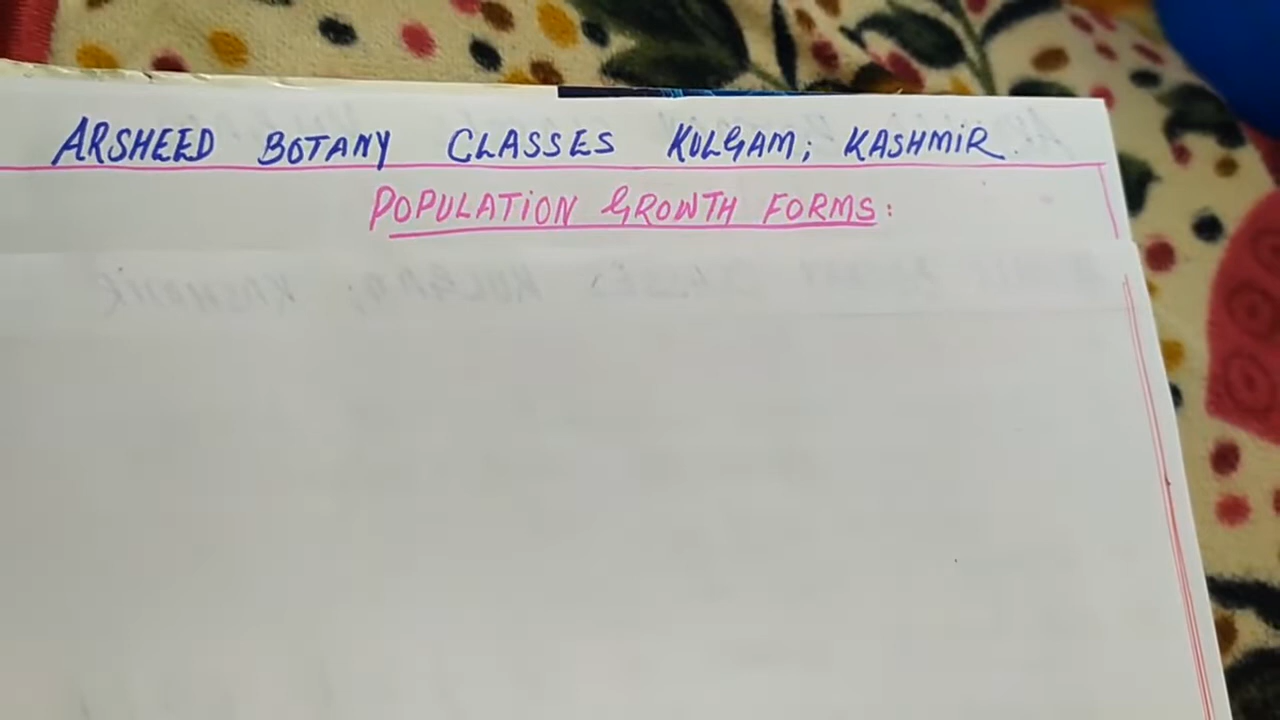 ARSHEED BOTANY CLASSES KULGAM; KASHMIR.
POPULATION GROWTH FORMS: